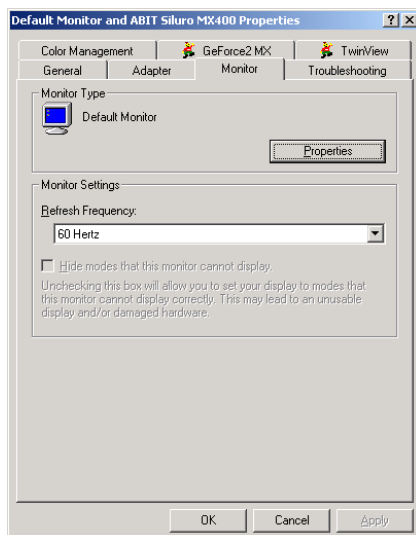 Default Monitor and ABIT Siluro MX400 Properties
Color Management
GeForce2 MX
TwinView
General
Adapter
Monitor
Troubleshooting
Monitor Type
Default Monitor
Properties
Monitor Settings
Refresh Frequency:
60 Hertz
Hide modes that this monitor cannot display.
Unchecking this box will allow you to set your display to modes that
this monitor cannot display correctly. This may lead to an unusable
display and/or damaged hardware.
OK
Cancel
Apply